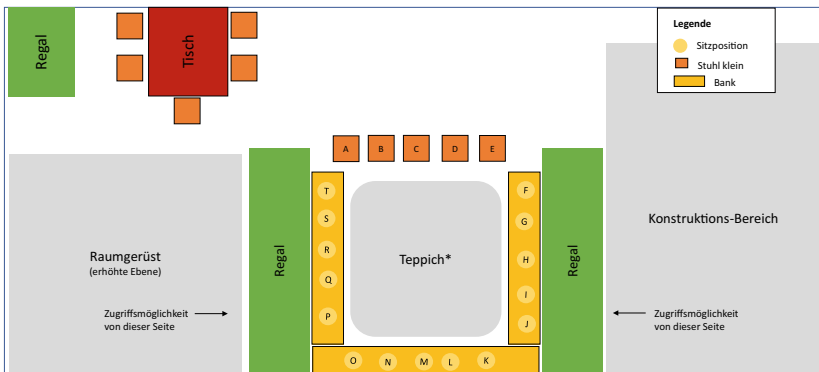 Regal
Tisch
Legende
Sitzposition
Stuhl klein
Bank
A B C D E
T
S
R
Q
P
F
G
H
I
J
O N M L K
Regal
Teppich*
Regal
Raumgerüst
(erhöhte Ebene)
Zugriffsmöglichkeit
von dieser Seite
Konstruktions-Bereich
Zugriffsmöglichkeit
von dieser Seite